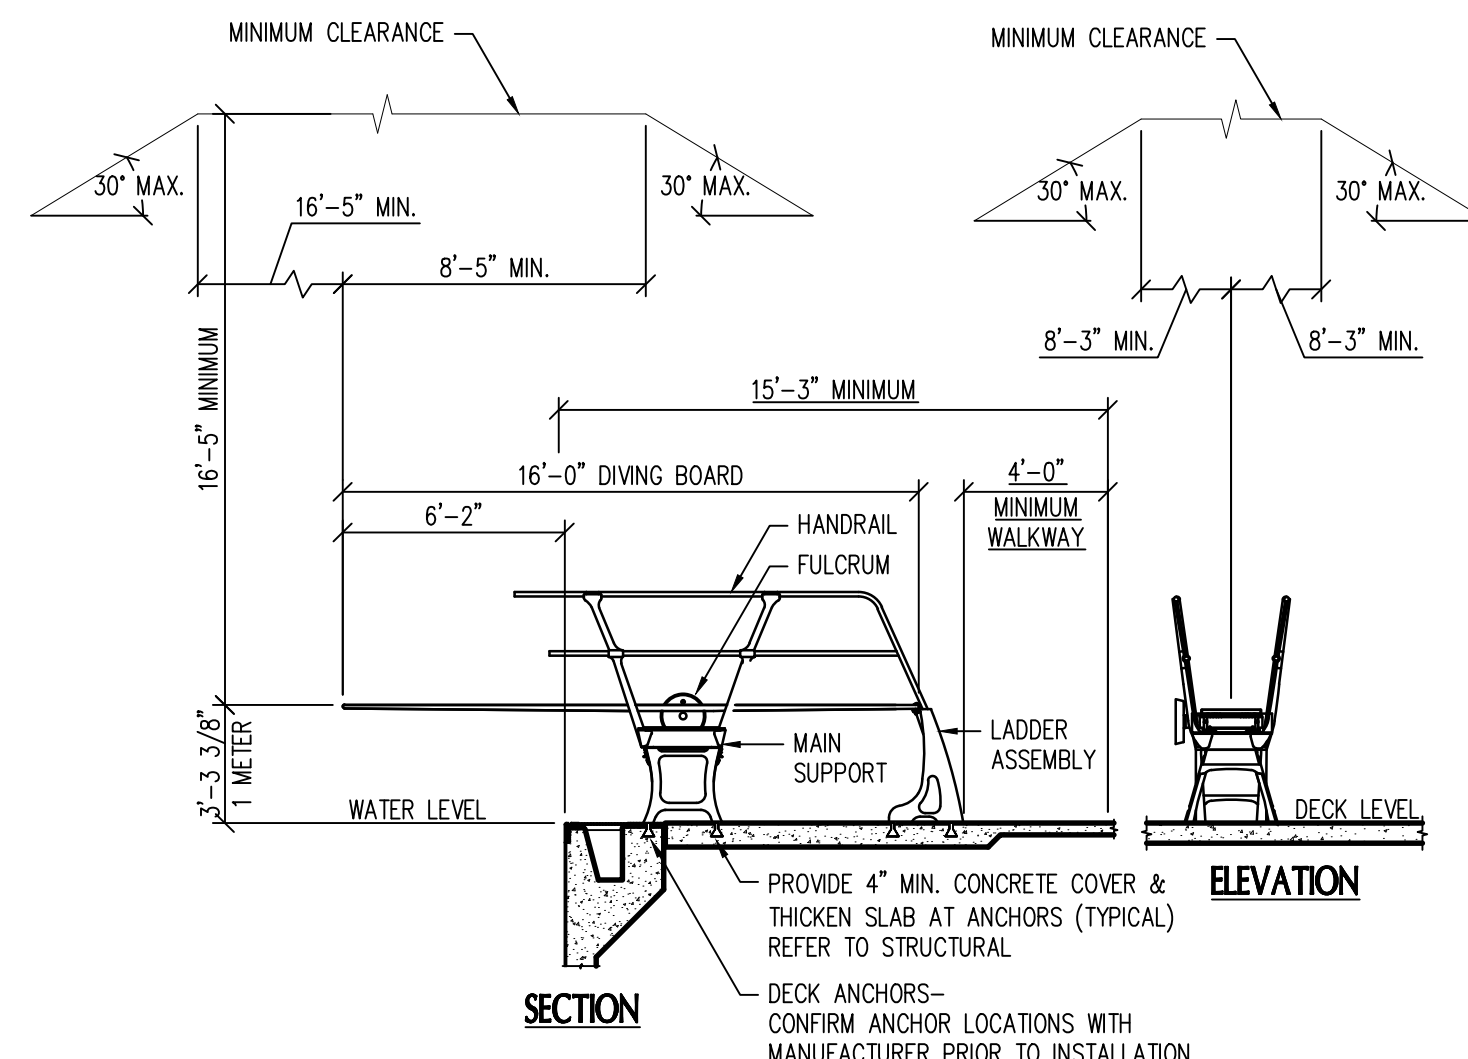 MINIMUM CLEARANCE
MINIMUM CLEARANCE
30° MAX.
30° MAX.
30° MAX.
30° MAX.
16'-5" MIN.
8'-5" MIN.
16'-5" MINIMUM
8'-3" MIN.
8'-3" MIN.
15'-3" MINIMUM
16'-0" DIVING BOARD
4'-0"
MINIMUM
WALKWAY
6'-2"
HANDRAIL
FULCRUM
3'-3 3/8"
1 METER
MAIN
SUPPORT
LADDER
ASSEMBLY
WATER LEVEL
DECK LEVEL
ELEVATION
PROVIDE 4" MIN. CONCRETE COVER &
THICKEN SLAB AT ANCHORS (TYPICAL)
REFER TO STRUCTURAL
SECTION
DECK ANCHORS-
CONFIRM ANCHOR LOCATIONS WITH
MANUFACTURER PRIOR TO INSTALLATION